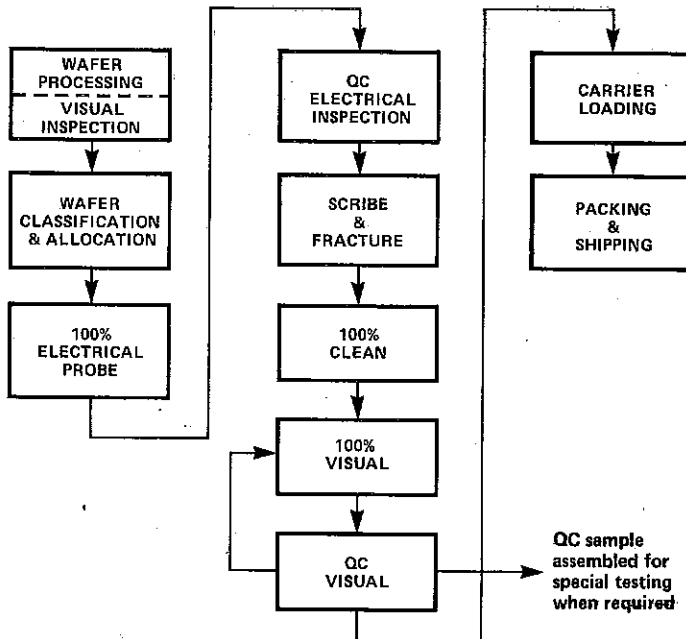 WAFER
PROCESSING
VISUAL
INSPECTION
WAFER
CLASSIFICATION
& ALLOCATION
100%
ELECTRICAL
PROBE
QC
ELECTRICAL
INSPECTION
SCRIBE
&
FRACTURE
100%
CLEAN
100%
VISUAL
QC
VISUAL
QC sample
assembled for
special testing
when required
CARRIER
LOADING
PACKING
&
SHIPPING